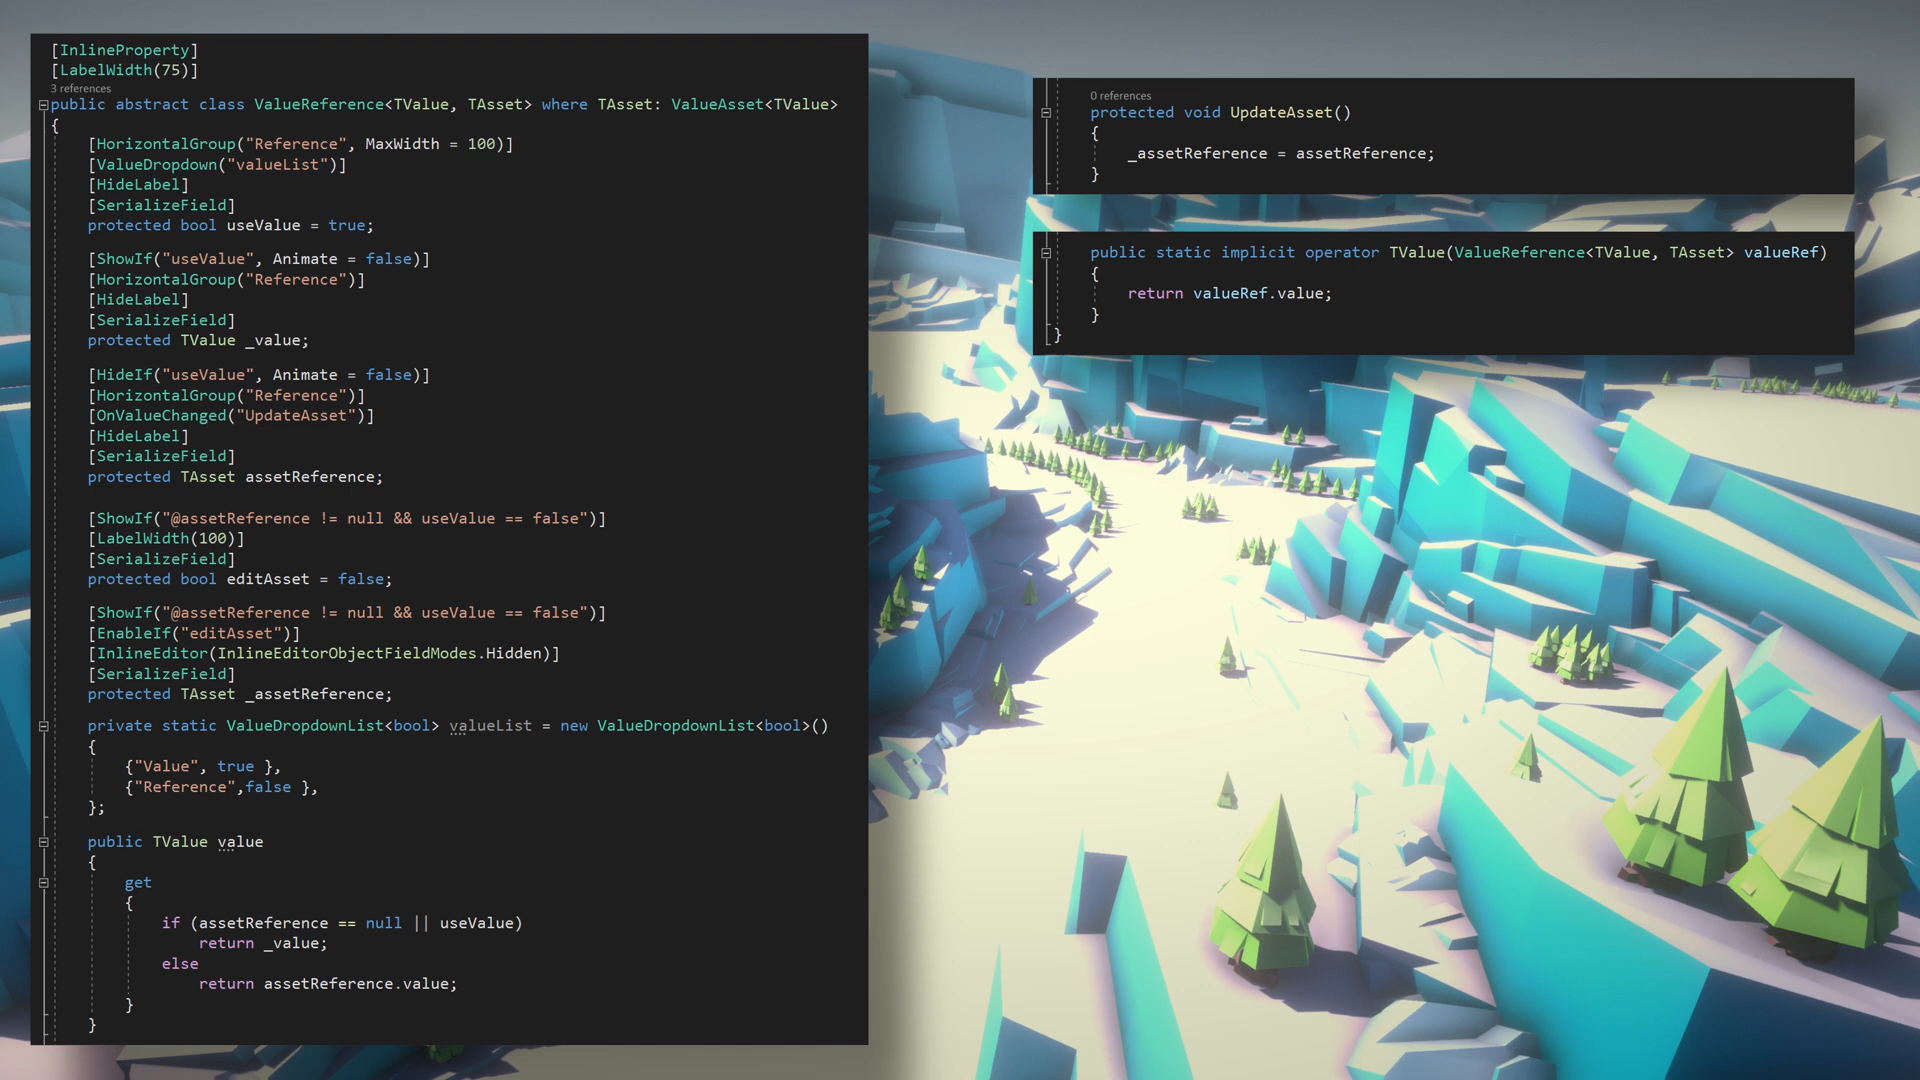 [InlineProperty]
[LabelWidth(75)]
3 references
public abstract class ValueReference<TValue, TAsset> where TAsset: ValueAsset<TValue>
{
[HorizontalGroup("Reference", MaxWidth = 100)]
[ValueDropdown("valueList")]
[HideLabel]
[SerializeField]
protected bool useValue = true;
[ShowIf("useValue", Animate = false)]
[HorizontalGroup("Reference")]
[HideLabel]
[SerializeField]
protected TValue _value;
[HideIf("useValue", Animate = false)]
[HorizontalGroup("Reference")]
[OnValueChanged("UpdateAsset")]
[HideLabel]
[SerializeField]
protected TAsset assetReference;
[ShowIf("@assetReference != null && useValue == false")]
[LabelWidth(100)]
[SerializeField]
protected bool editAsset = false;
[ShowIf("@assetReference != null && useValue == false")]
[EnableIf("editAsset")]
[InlineEditor(InlineEditorObjectFieldModes.Hidden)]
[SerializeField]
protected TAsset _assetReference;
private static ValueDropdownList<bool> valueList = new ValueDropdownList<bool>()
{
{"Value", true },
{"Reference",false },
};
public TValue value
{
get
{
if (assetReference == null || useValue)
return _value;
else
return assetReference.value;
}
}
0 references
protected void UpdateAsset()
{
_assetReference = assetReference;
}
public static implicit operator TValue(ValueReference<TValue, TAsset> valueRef)
{
return valueRef.value;
}
}